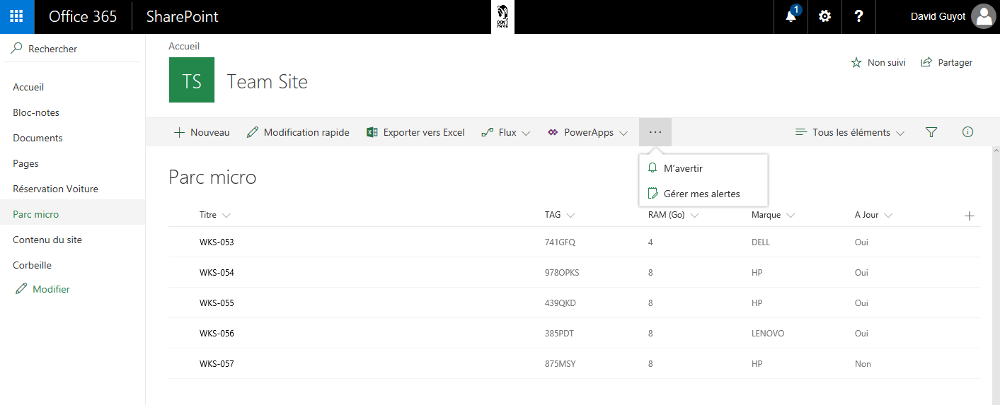 Office 365 SharePoint DON'T PANIC 1 ? David Guyot
Rechercher
Accueil
Bloc-notes
Documents
Pages
Réservation Voiture
Parc micro
Contenu du site
Corbeille
Modifier
Accueil
TS Team Site
Non suivi Partager
Nouveau Modification rapide Exporter vers Excel Flux PowerApps ... Tous les éléments
M'avertir
Gérer mes alertes
Parc micro
Titre TAG RAM (Go) Marque A Jour
WKS-053 741GFQ 4 DELL Oui
WKS-054 978OPKS 8 HP Oui
WKS-055 439QKD 8 HP Oui
WKS-056 385PDT 8 LENOVO Oui
WKS-057 875MSY 8 HP Non